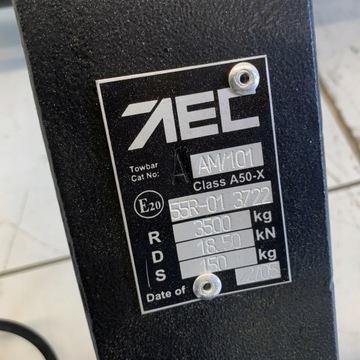 AEC
Towbar
Cat No: A AM/101
Class A50-X
E20 55R-01 3722
R 3500 kg
D 18.50 kN
S 150 kg
Date of